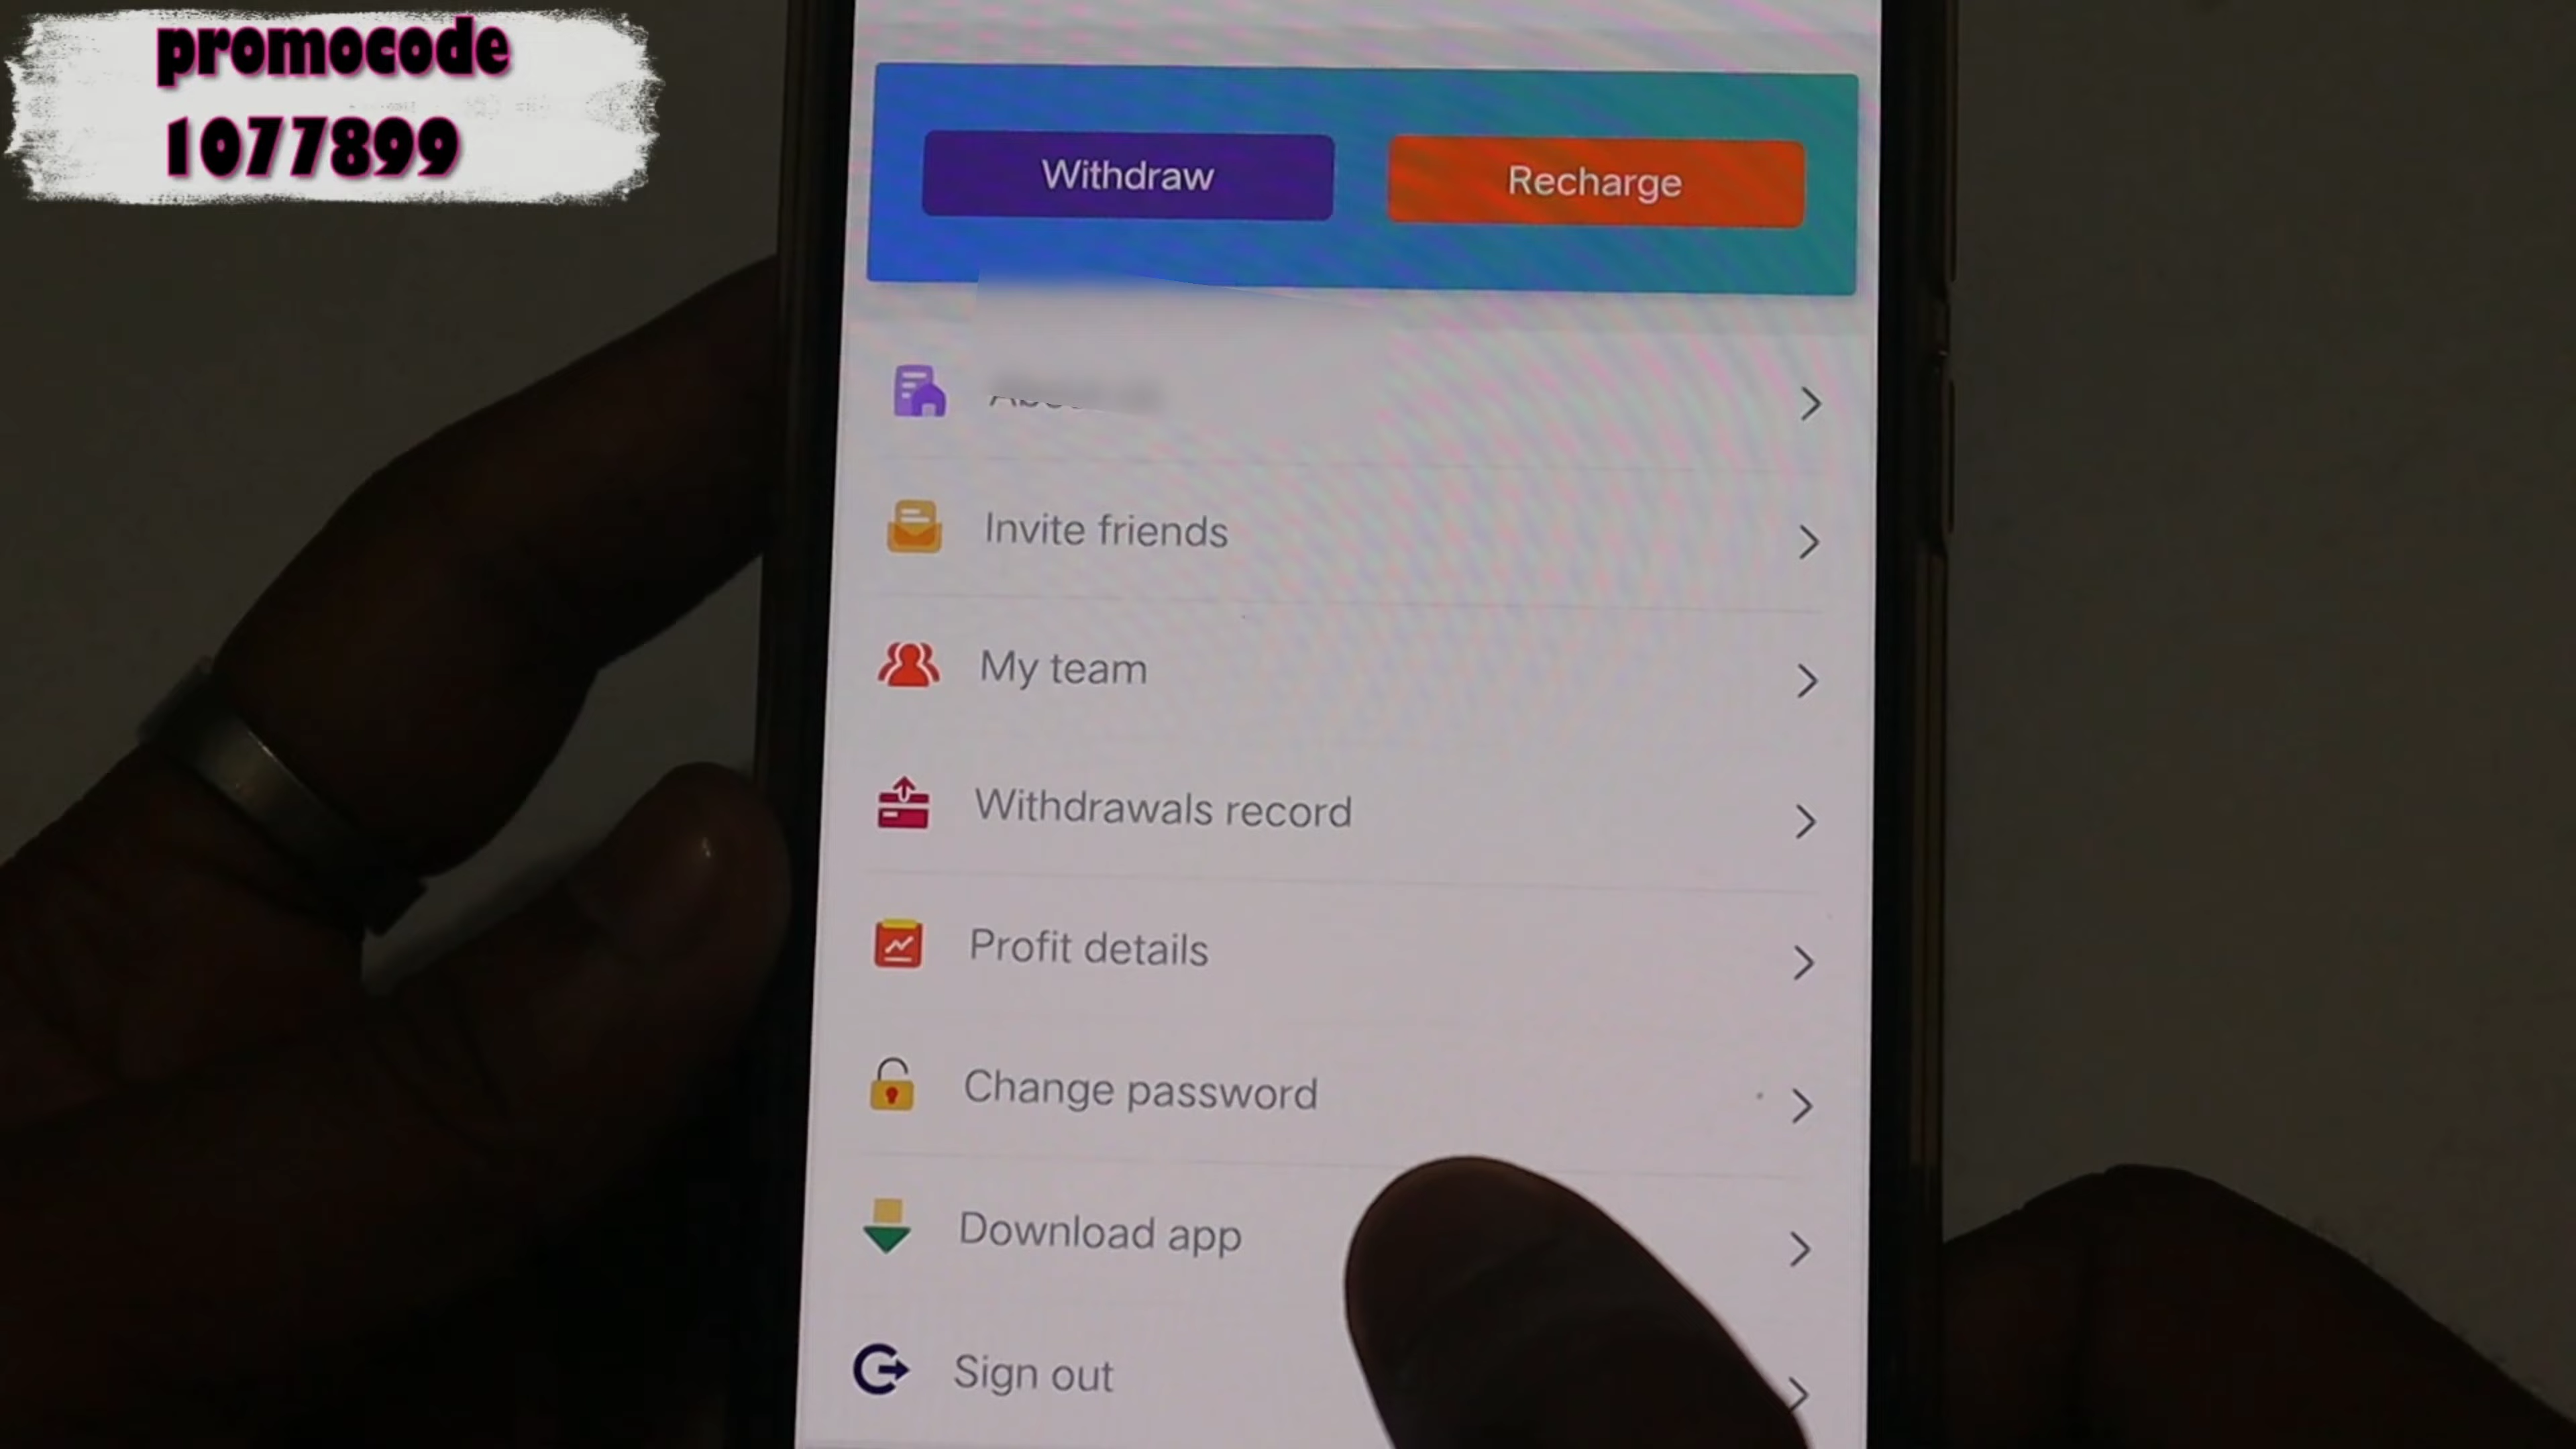 promocode
1077899
Withdraw
Recharge
Invite friends
My team
Withdrawals record
Profit details
Change password
Download app
Sign out